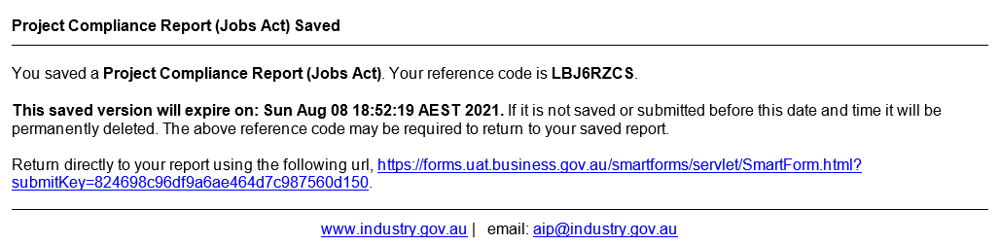 Project Compliance Report (Jobs Act) Saved
You saved a Project Compliance Report (Jobs Act). Your reference code is LBJ6RZCS.
This saved version will expire on: Sun Aug 08 18:52:19 AEST 2021. If it is not saved or submitted before this date and time it will be
permanently deleted. The above reference code may be required to return to your saved report.
Return directly to your report using the following url, https://forms.uat.business.gov.au/smartforms/servlet/SmartForm.html?
submitKey=824698c96df9a6ae464d7c987560d150.
www.industry.gov.au | email: aip@industry.gov.au